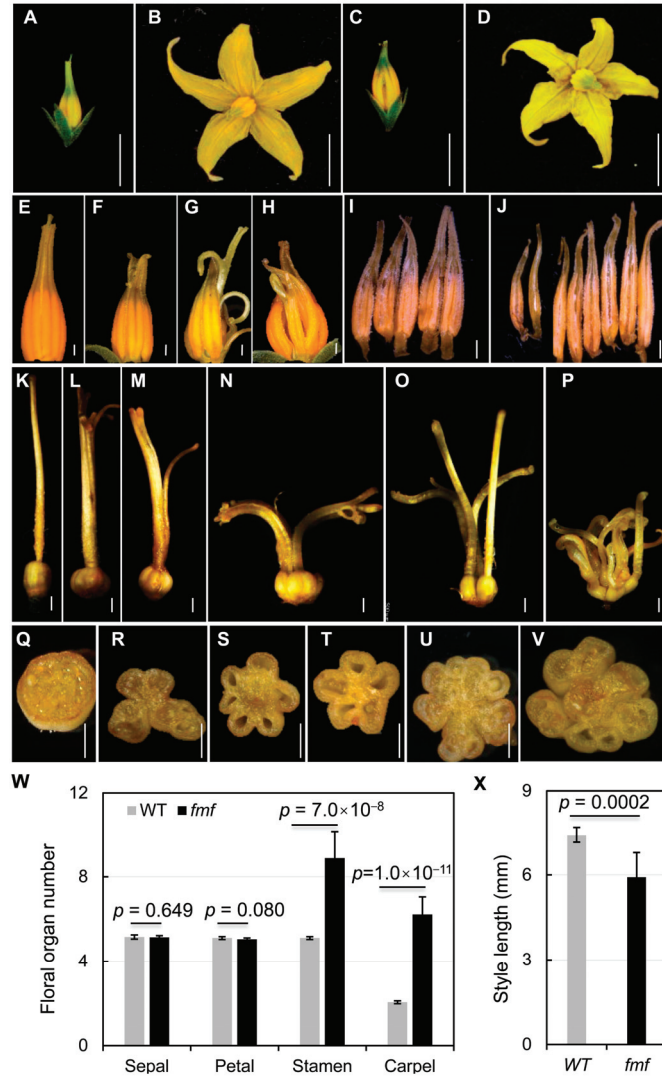 A B C D
E F G H I J
K L M N O P
Q R S T U V
W
WT fmf
p = 7.0×10⁻⁸
p=1.0×10⁻¹¹
p = 0.649 p = 0.080
Floral organ number
12
8
4
0
Sepal Petal Stamen Carpel
X
p = 0.0002
Style length (mm)
9
6
3
0
WT fmf